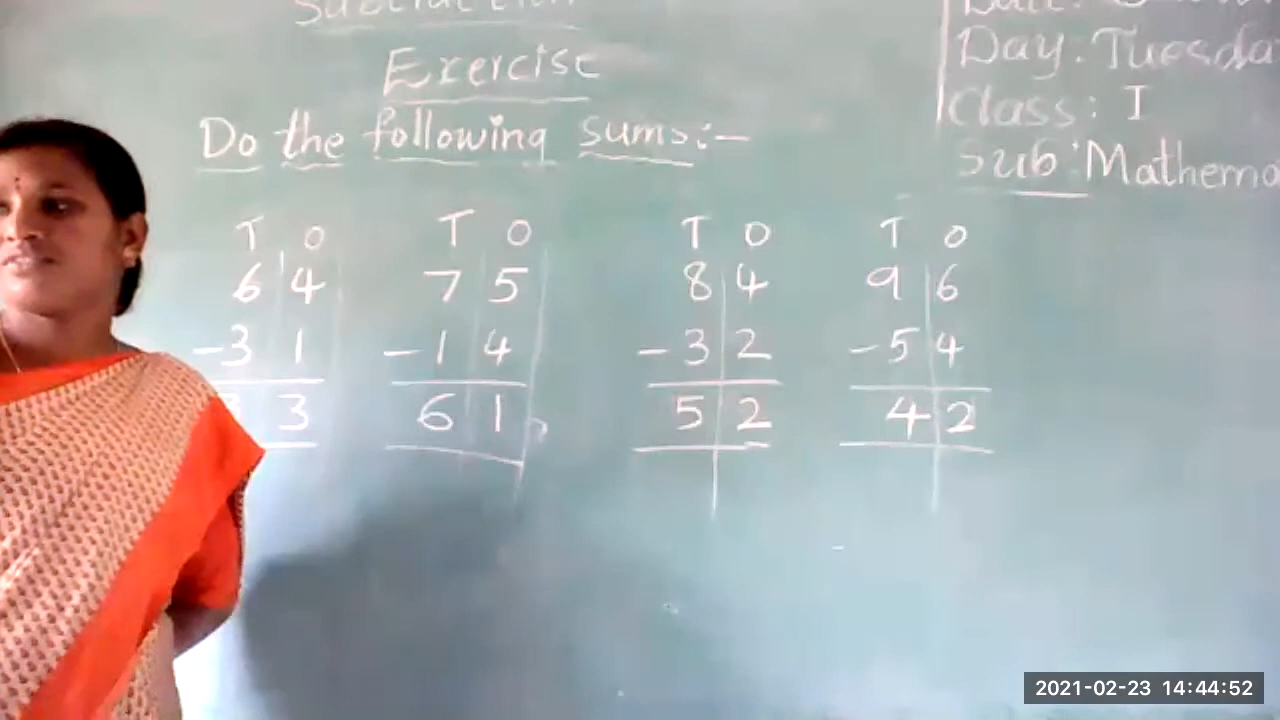 Subtraction
Exercise
Do the following sums:-
Day: Tuesda
Class: I
Sub: Mathema
T O T O T O T O
6 4 7 5 8 4 9 6
-3 1 -1 4 -3 2 -5 4
3 3 6 1 5 2 4 2
2021-02-23 14:44:52